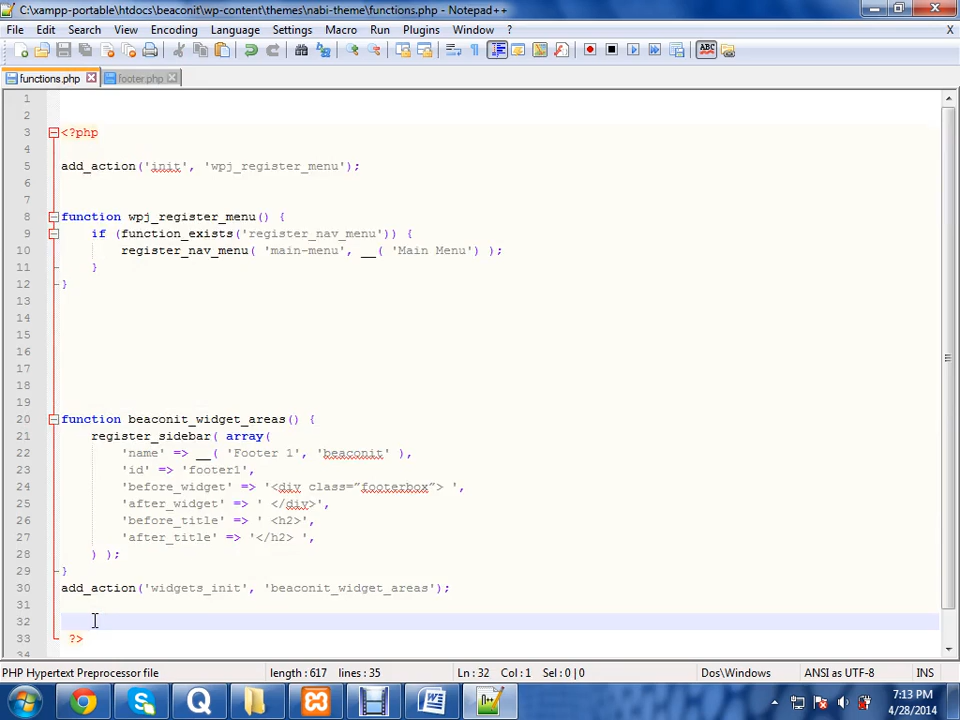 C:\xampp-portable\htdocs\beaconit\wp-content\themes\nabi-theme\functions.php - Notepad++
File Edit Search View Encoding Language Settings Macro Run Plugins Window ? X
ABC
functions.php footer.php
1
2
3 <?php
4
5 add_action('init', 'wpj_register_menu');
6
7
8 function wpj_register_menu() {
9 if (function_exists('register_nav_menu')) {
10 register_nav_menu( 'main-menu', __( 'Main Menu') );
11 }
12 }
13
14
15
16
17
18
19
20 function beaconit_widget_areas() {
21 register_sidebar( array(
22 'name' => __( 'Footer 1', 'beaconit' ),
23 'id' => 'footer1',
24 'before_widget' => '<div class=”footerbox”> ',
25 'after_widget' => ' </div>',
26 'before_title' => ' <h2>',
27 'after_title' => '</h2> ',
28 ) );
29 }
30 add_action('widgets_init', 'beaconit_widget_areas');
31
32
33 ?>
34
PHP Hypertext Preprocessor file length : 617 lines : 35 Ln : 32 Col : 1 Sel : 0 | 0 Dos\Windows ANSI as UTF-8 INS
7:13 PM
4/28/2014